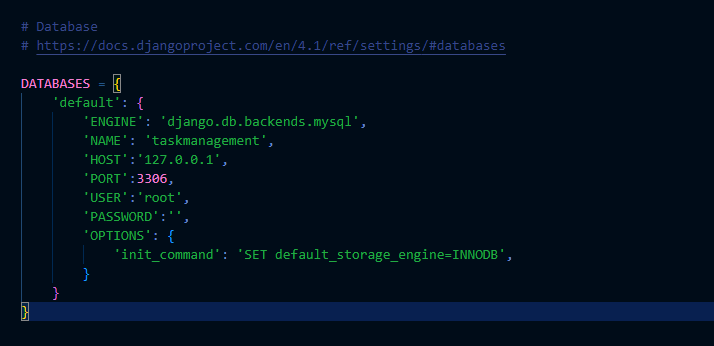 # Database
# https://docs.djangoproject.com/en/4.1/ref/settings/#databases
DATABASES = {
    'default': {
        'ENGINE': 'django.db.backends.mysql',
        'NAME': 'taskmanagement',
        'HOST':'127.0.0.1',
        'PORT':3306,
        'USER':'root',
        'PASSWORD':'',
        'OPTIONS': {
            'init_command': 'SET default_storage_engine=INNODB',
        }
    }
}